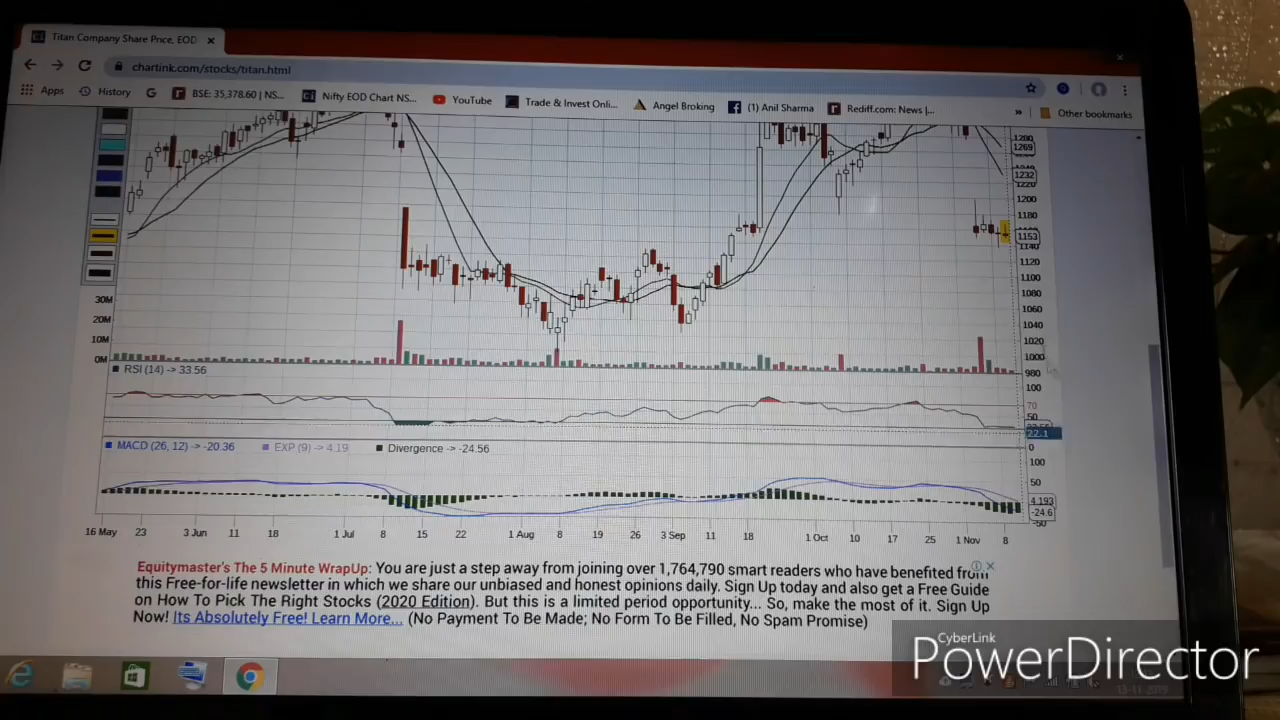 Titan Company Share Price, EOD
chartink.com/stocks/titan.html
Apps History G BSE: 35,378.60 | NS... Nifty EOD Chart NS... YouTube Trade & Invest Onli... Angel Broking (1) Anil Sharma Rediff.com: News |... » Other bookmarks
1280
1269
1232
1220
1200
1180
1153
1140
1120
1100
1080
1060
1040
1020
1000
980
30M
20M
10M
0M
RSI (14) -> 33.56
100
70
50
22.1
0
MACD (26, 12) -> -20.36 EXP (9) -> 4.19 Divergence -> -24.56
100
50
4.193
-24.6
-50
16 May 23 3 Jun 11 18 1 Jul 8 15 22 1 Aug 8 19 26 3 Sep 11 18 1 Oct 10 17 25 1 Nov 8
Equitymaster's The 5 Minute WrapUp: You are just a step away from joining over 1,764,790 smart readers who have benefited from
this Free-for-life newsletter in which we share our unbiased and honest opinions daily. Sign Up today and also get a Free Guide
on How To Pick The Right Stocks (2020 Edition). But this is a limited period opportunity... So, make the most of it. Sign Up
Now! Its Absolutely Free! Learn More... (No Payment To Be Made; No Form To Be Filled, No Spam Promise)
CyberLink
PowerDirector
13-11-2019